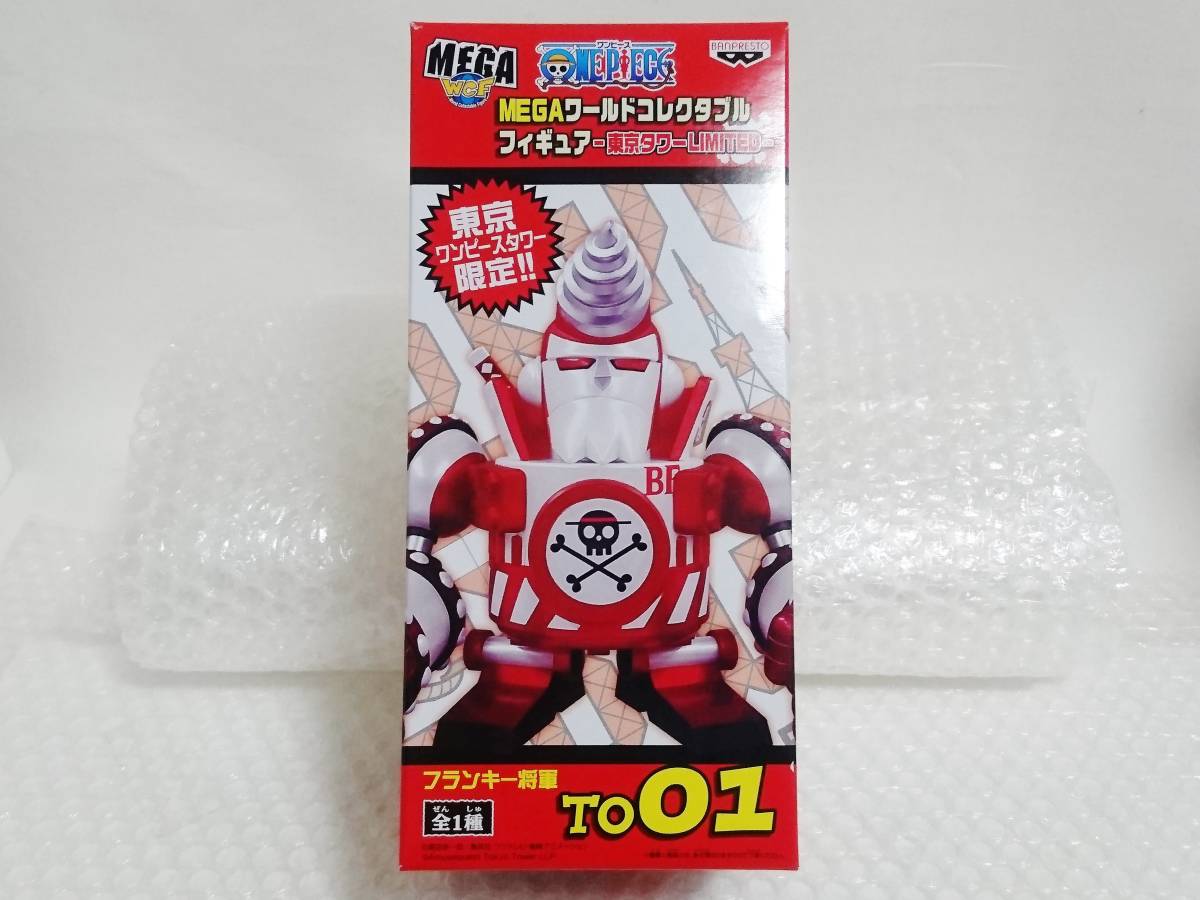 MEGA
WCF
ワンピース
ONE PIECE
BANPRESTO
MEGAワールドコレクタブル
フィギュア-東京タワーLIMITED-
東京
ワンピースタワー
限定!!
BF
フランキー将軍
ぜん しゅ
全1種
TO01